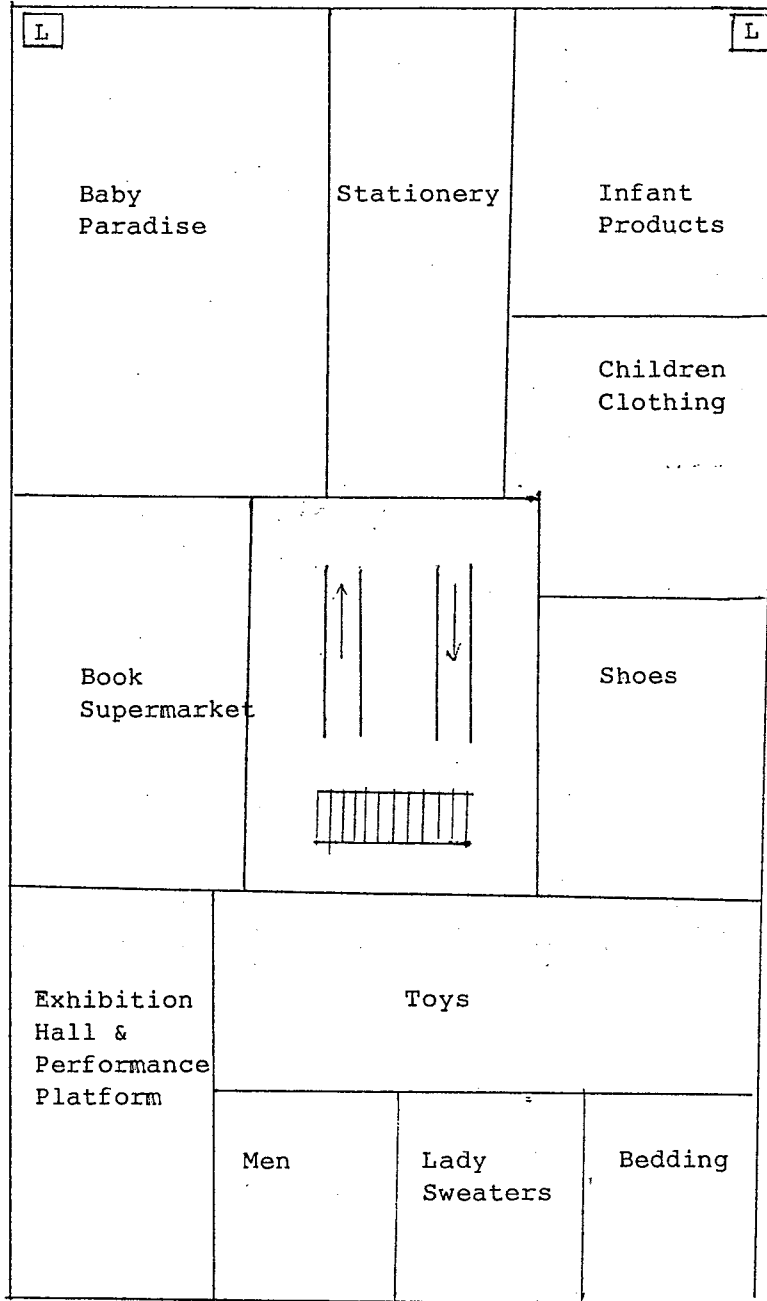 L
L
Baby
Paradise
Stationery
Infant
Products
Children
Clothing
Book
Supermarket
Shoes
Exhibition
Hall &
Performance
Platform
Toys
Men
Lady
Sweaters
Bedding